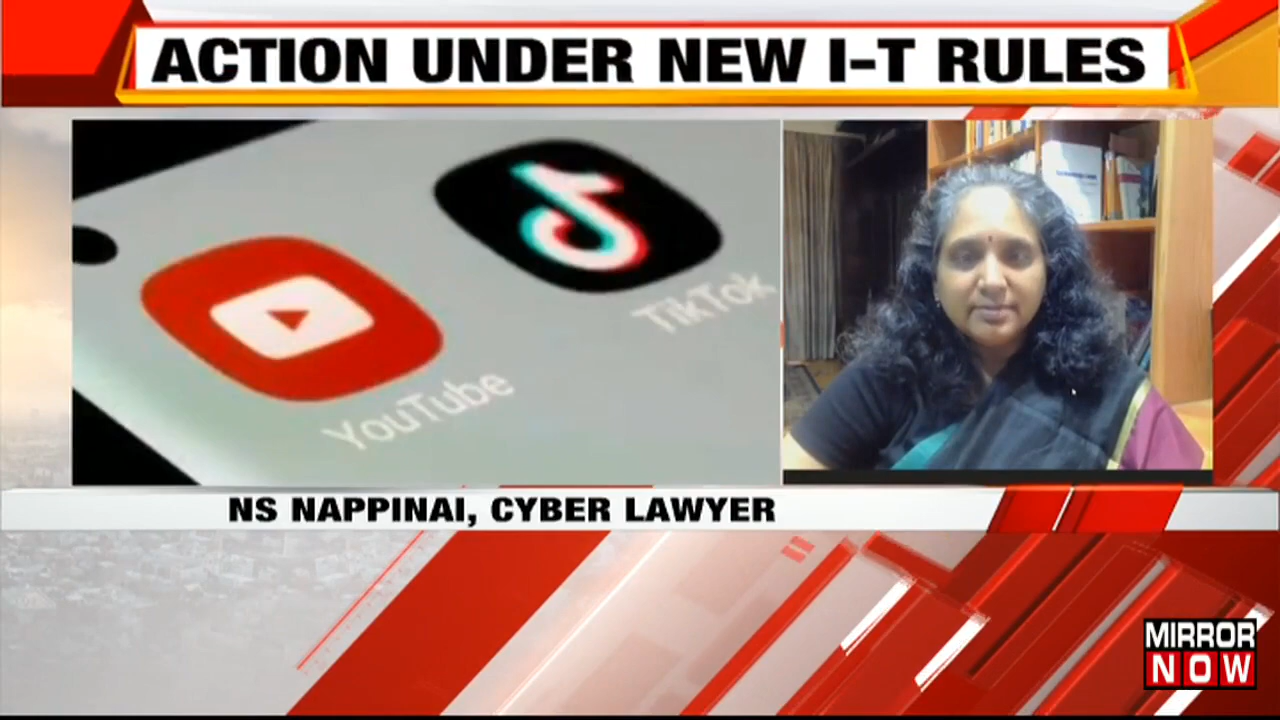 ACTION UNDER NEW I-T RULES
TikTok
YouTube
NS NAPPINAI, CYBER LAWYER
MIRROR
NOW